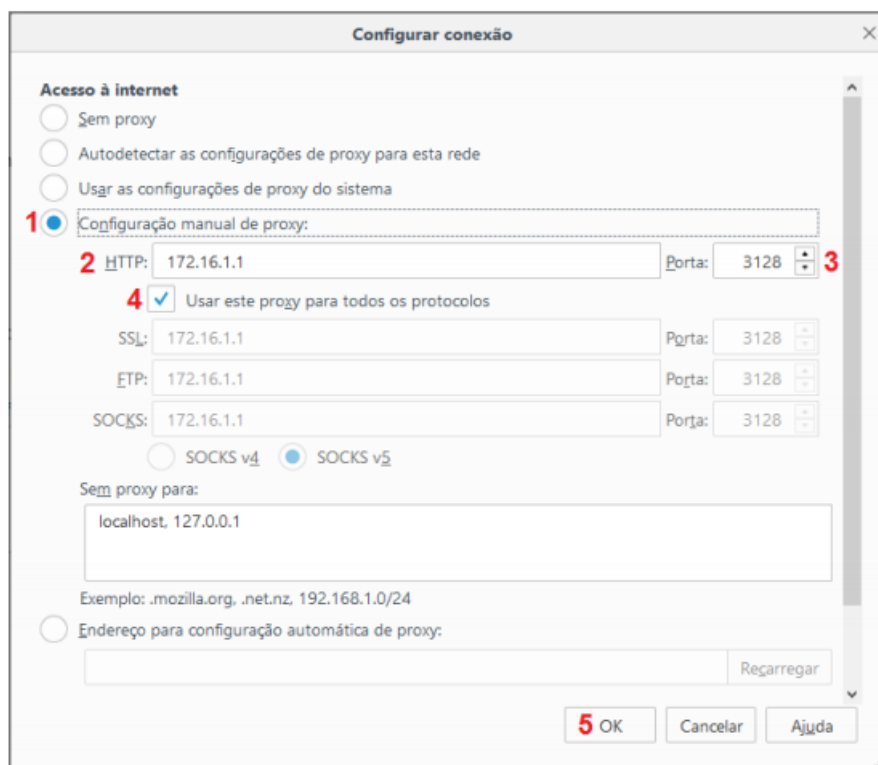 Configurar conexão
Acesso à internet
Sem proxy
Autodetectar as configurações de proxy para esta rede
Usar as configurações de proxy do sistema
1 Configuração manual de proxy:
2 HTTP: 172.16.1.1 Porta: 3128 3
4 Usar este proxy para todos os protocolos
SSL: 172.16.1.1 Porta: 3128
FTP: 172.16.1.1 Porta: 3128
SOCKS: 172.16.1.1 Porta: 3128
SOCKS v4 SOCKS v5
Sem proxy para:
localhost, 127.0.0.1
Exemplo: .mozilla.org, .net.nz, 192.168.1.0/24
Endereço para configuração automática de proxy:
Recarregar
5 OK Cancelar Ajuda